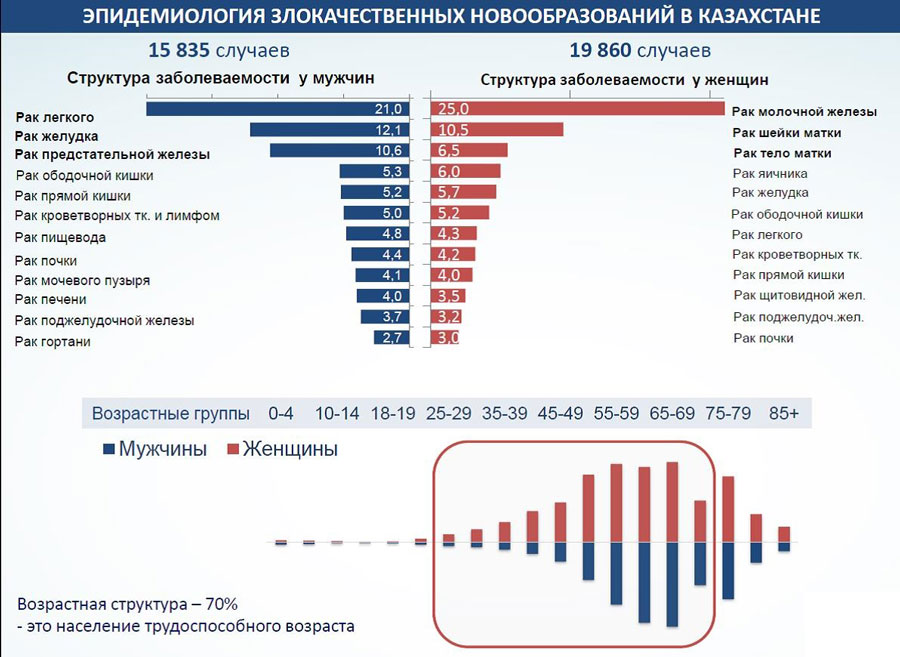 ЭПИДЕМИОЛОГИЯ ЗЛОКАЧЕСТВЕННЫХ НОВООБРАЗОВАНИЙ В КАЗАХСТАНЕ
15 835 случаев
Структура заболеваемости у мужчин
Рак легкого 21,0
Рак желудка 12,1
Рак предстательной железы 10,6
Рак ободочной кишки 5,3
Рак прямой кишки 5,2
Рак кроветворных тк. и лимфом 5,0
Рак пищевода 4,8
Рак почки 4,4
Рак мочевого пузыря 4,1
Рак печени 4,0
Рак поджелудочной железы 3,7
Рак гортани 2,7
19 860 случаев
Структура заболеваемости у женщин
25,0 Рак молочной железы
10,5 Рак шейки матки
6,5 Рак тело матки
6,0 Рак яичника
5,7 Рак желудка
5,2 Рак ободочной кишки
4,3 Рак легкого
4,2 Рак кроветворных тк.
4,0 Рак прямой кишки
3,5 Рак щитовидной жел.
3,2 Рак поджелудоч.жел.
3,0 Рак почки
Возрастные группы 0-4 10-14 18-19 25-29 35-39 45-49 55-59 65-69 75-79 85+
Мужчины Женщины
Возрастная структура – 70%
- это население трудоспособного возраста